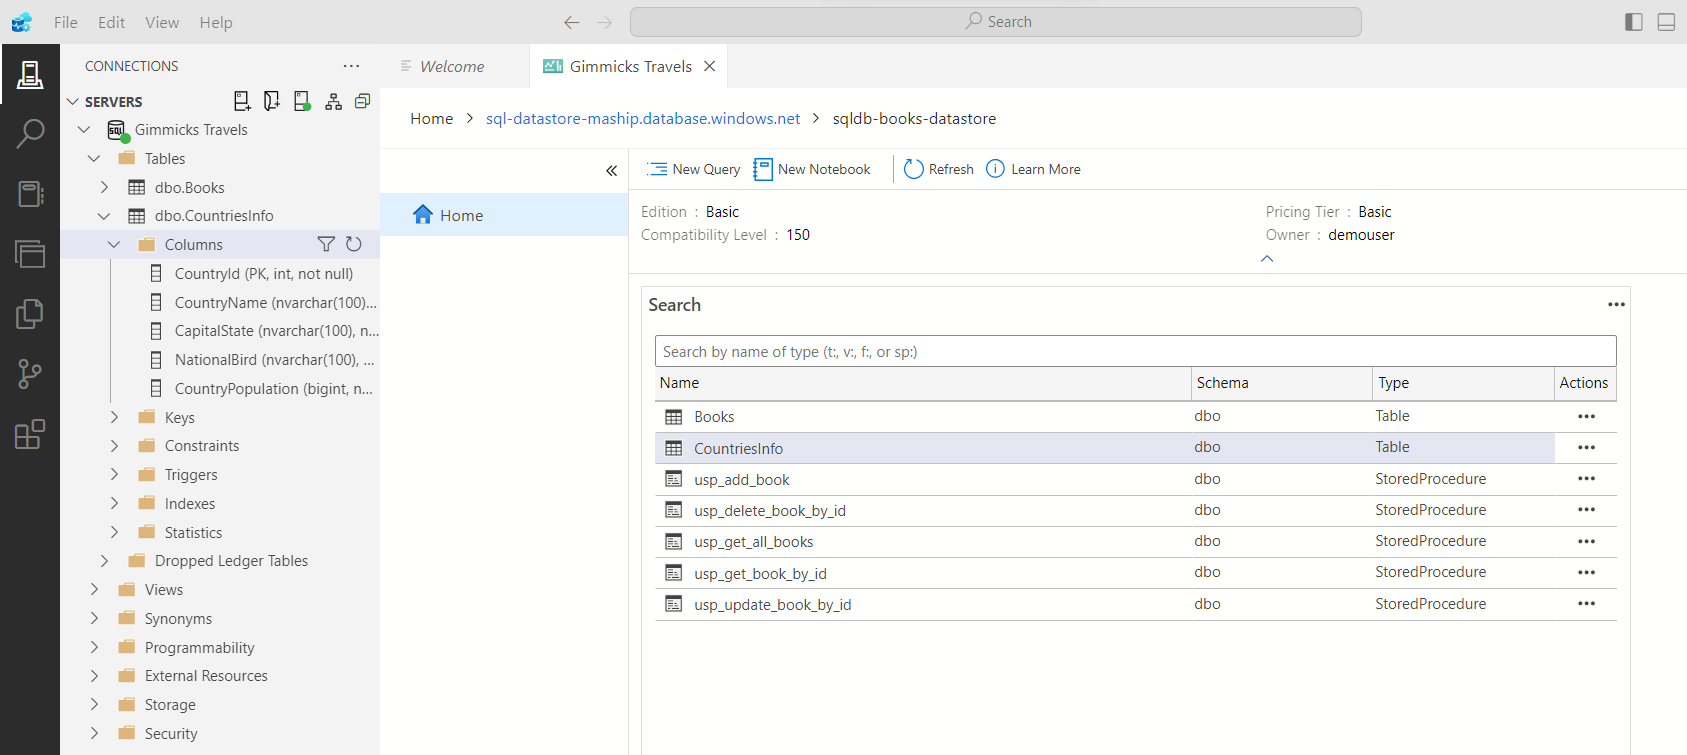 File Edit View Help Search
CONNECTIONS
SERVERS
Gimmicks Travels
Tables
dbo.Books
dbo.CountriesInfo
Columns
CountryId (PK, int, not null)
CountryName (nvarchar(100)...
CapitalState (nvarchar(100), n...
NationalBird (nvarchar(100), ...
CountryPopulation (bigint, n...
Keys
Constraints
Triggers
Indexes
Statistics
Dropped Ledger Tables
Views
Synonyms
Programmability
External Resources
Storage
Security
Welcome Gimmicks Travels
Home > sql-datastore-maship.database.windows.net > sqldb-books-datastore
Home
New Query New Notebook Refresh Learn More
Edition : Basic Pricing Tier : Basic
Compatibility Level : 150 Owner : demouser
Search
Search by name of type (t:, v:, f:, or sp:)
Name Schema Type Actions
Books dbo Table
CountriesInfo dbo Table
usp_add_book dbo StoredProcedure
usp_delete_book_by_id dbo StoredProcedure
usp_get_all_books dbo StoredProcedure
usp_get_book_by_id dbo StoredProcedure
usp_update_book_by_id dbo StoredProcedure